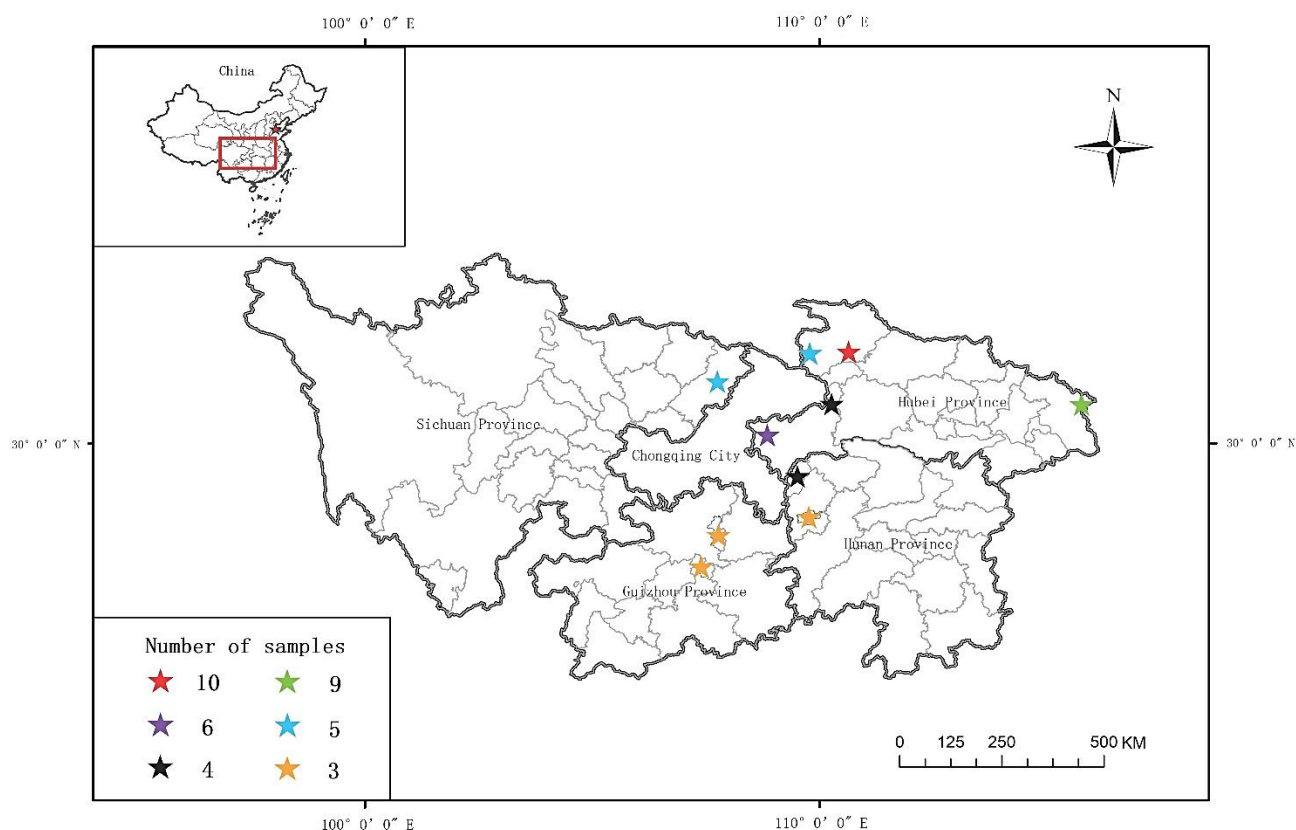 100° 0′ 0″ E
110° 0′ 0″ E
China
N
Hubei Province
Sichuan Province
30° 0′ 0″ N
30° 0′ 0″ N
Chongqing City
Hunan Province
Guizhou Province
Number of samples
10
9
6
5
4
3
0 125 250 500 KM
100° 0′ 0″ E
110° 0′ 0″ E